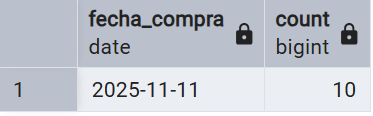 fecha_compra count
date bigint
1 2025-11-11 10